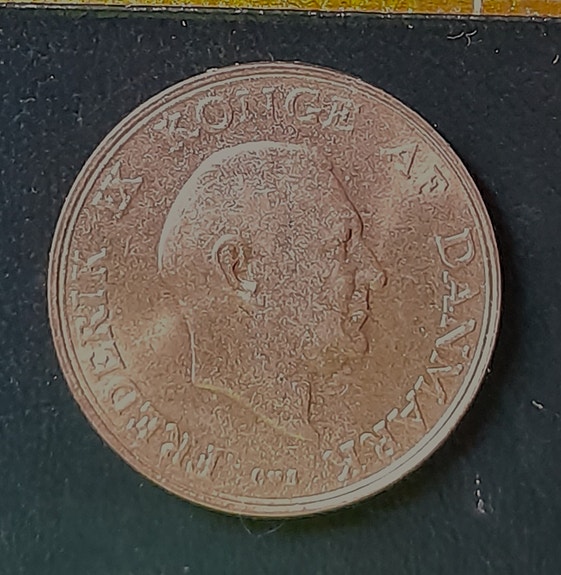 FREDERIK IX KONGE AF DANMARK